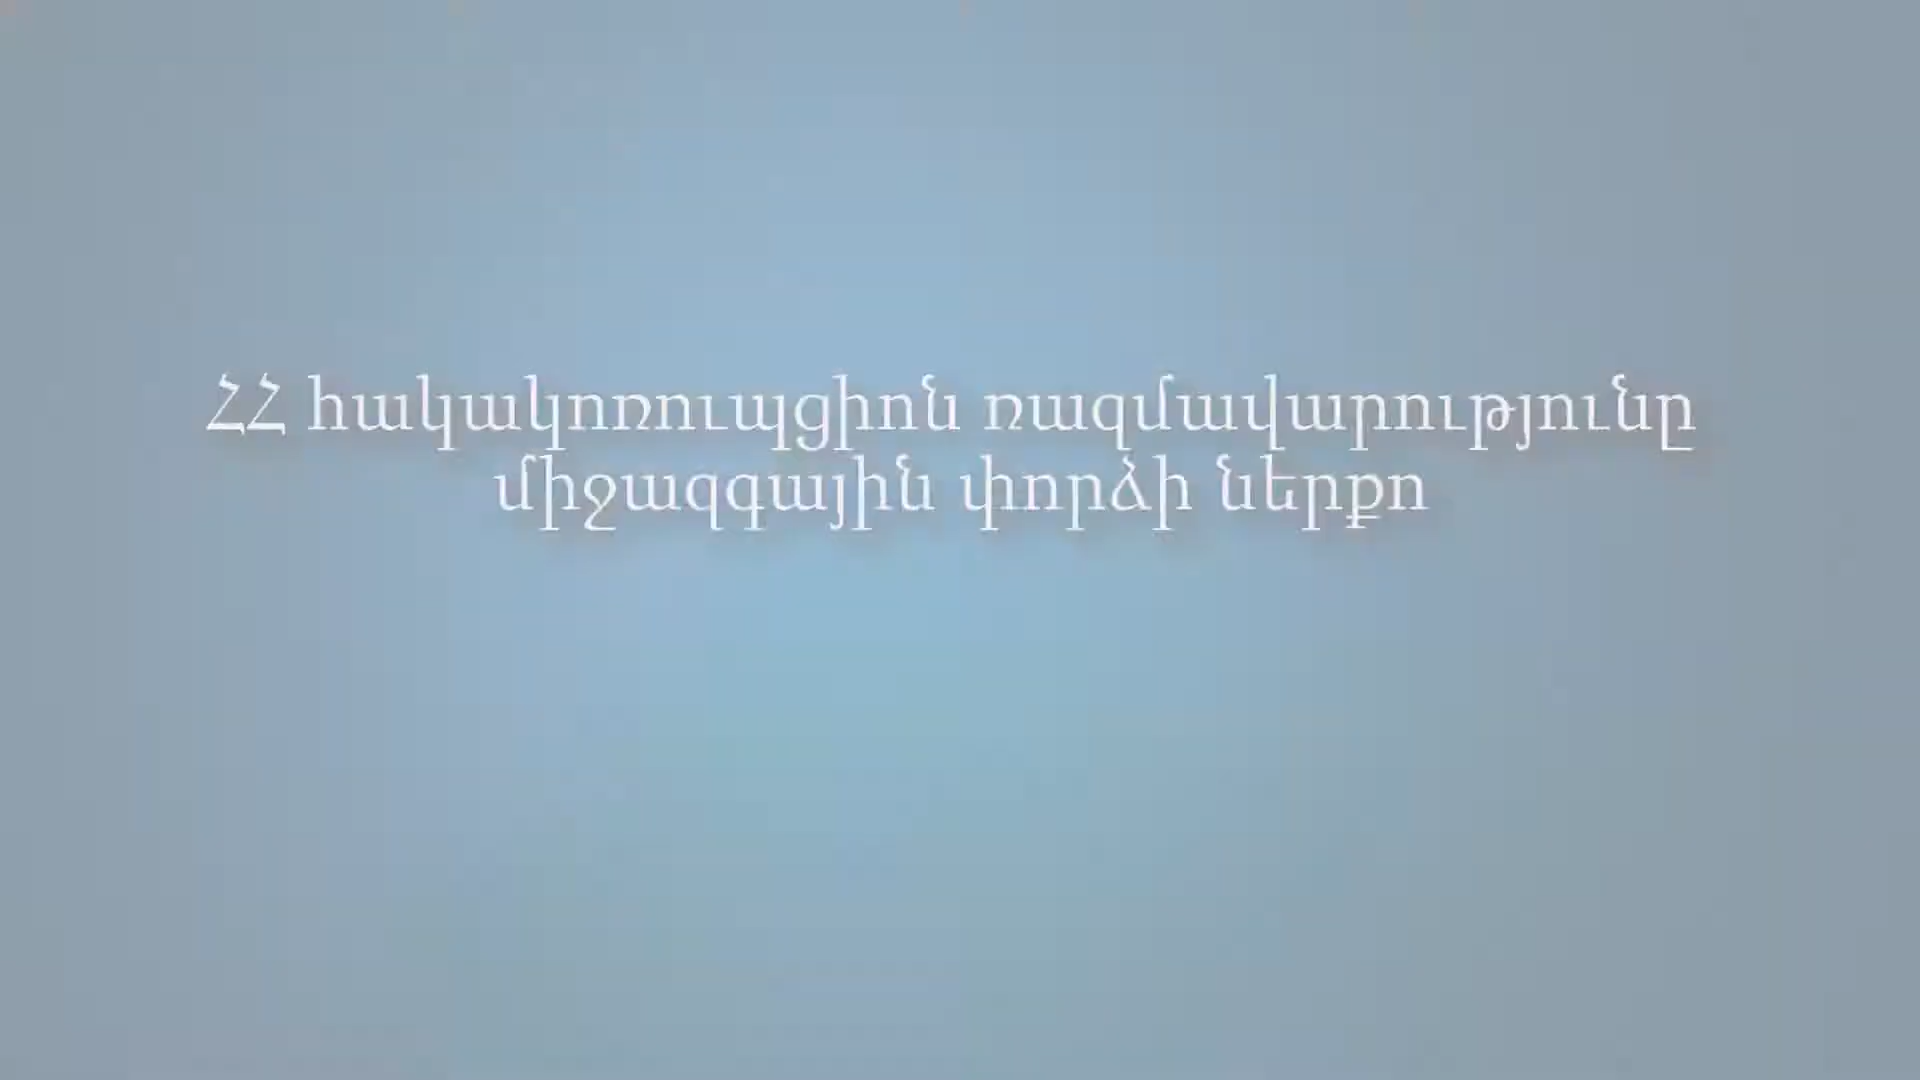 ՀՀ հակակոռուպցիոն ռազմավարությունը
միջազգային փորձի ներքո